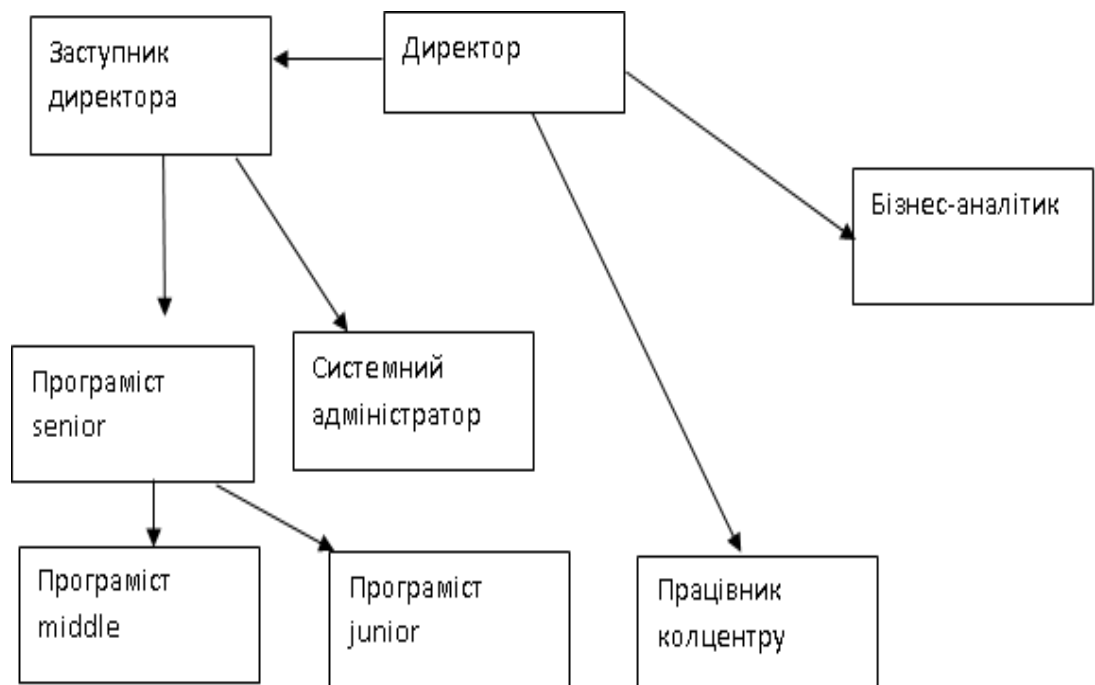 Заступник
директора
Директор
Бізнес-аналітик
Програміст
senior
Системний
адміністратор
Програміст
middle
Програміст
junior
Працівник
колцентру